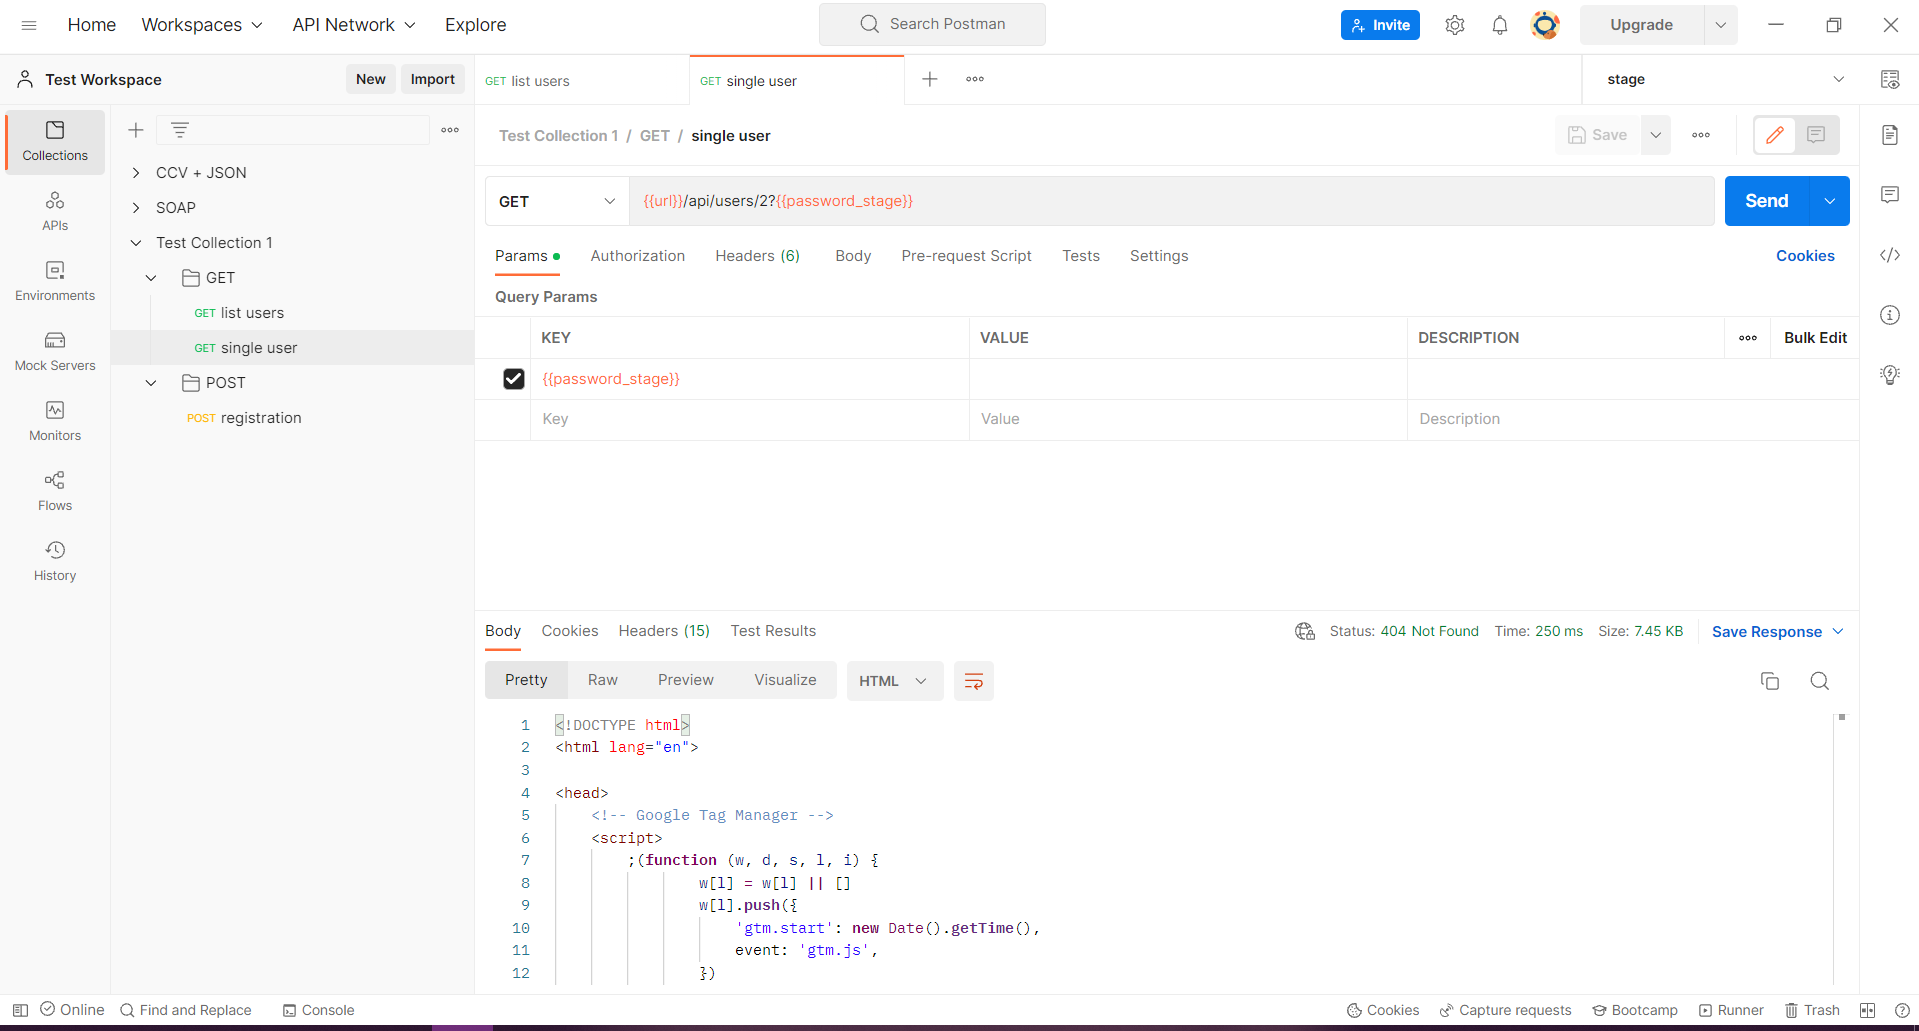 Home Workspaces API Network Explore Search Postman Invite Upgrade
Test Workspace New Import GET list users GET single user stage
Collections
APIs
Environments
Mock Servers
Monitors
Flows
History
CCV + JSON
SOAP
Test Collection 1
GET
GET list users
GET single user
POST
POST registration
Test Collection 1 / GET / single user Save
GET {{url}}/api/users/2?{{password_stage}} Send
Params Authorization Headers (6) Body Pre-request Script Tests Settings Cookies
Query Params
KEY VALUE DESCRIPTION Bulk Edit
{{password_stage}}
Key Value Description
Body Cookies Headers (15) Test Results Status: 404 Not Found Time: 250 ms Size: 7.45 KB Save Response
Pretty Raw Preview Visualize HTML
1 <!DOCTYPE html>
2 <html lang="en">
3
4 <head>
5 <!-- Google Tag Manager -->
6 <script>
7 ;(function (w, d, s, l, i) {
8 w[l] = w[l] || []
9 w[l].push({
10 'gtm.start': new Date().getTime(),
11 event: 'gtm.js',
12 })
Online Find and Replace Console Cookies Capture requests Bootcamp Runner Trash